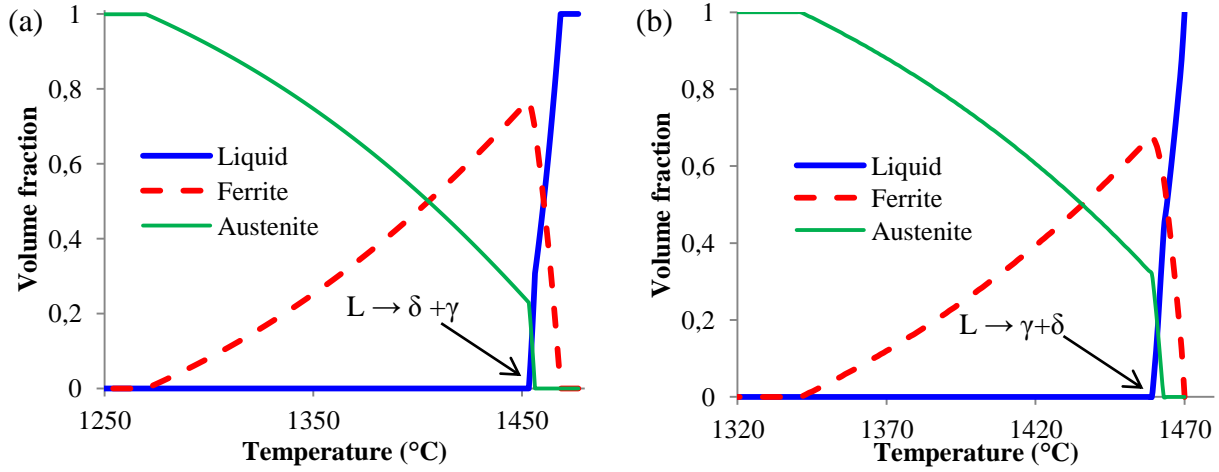 (a)
Volume fraction
1
0,8
0,6
0,4
0,2
0
Liquid
Ferrite
Austenite
L → δ +γ
1250
1350
1450
Temperature (°C)
(b)
Volume fraction
1
0,8
0,6
0,4
0,2
0
Liquid
Ferrite
Austenite
L → γ+δ
1320
1370
1420
1470
Temperature (°C)